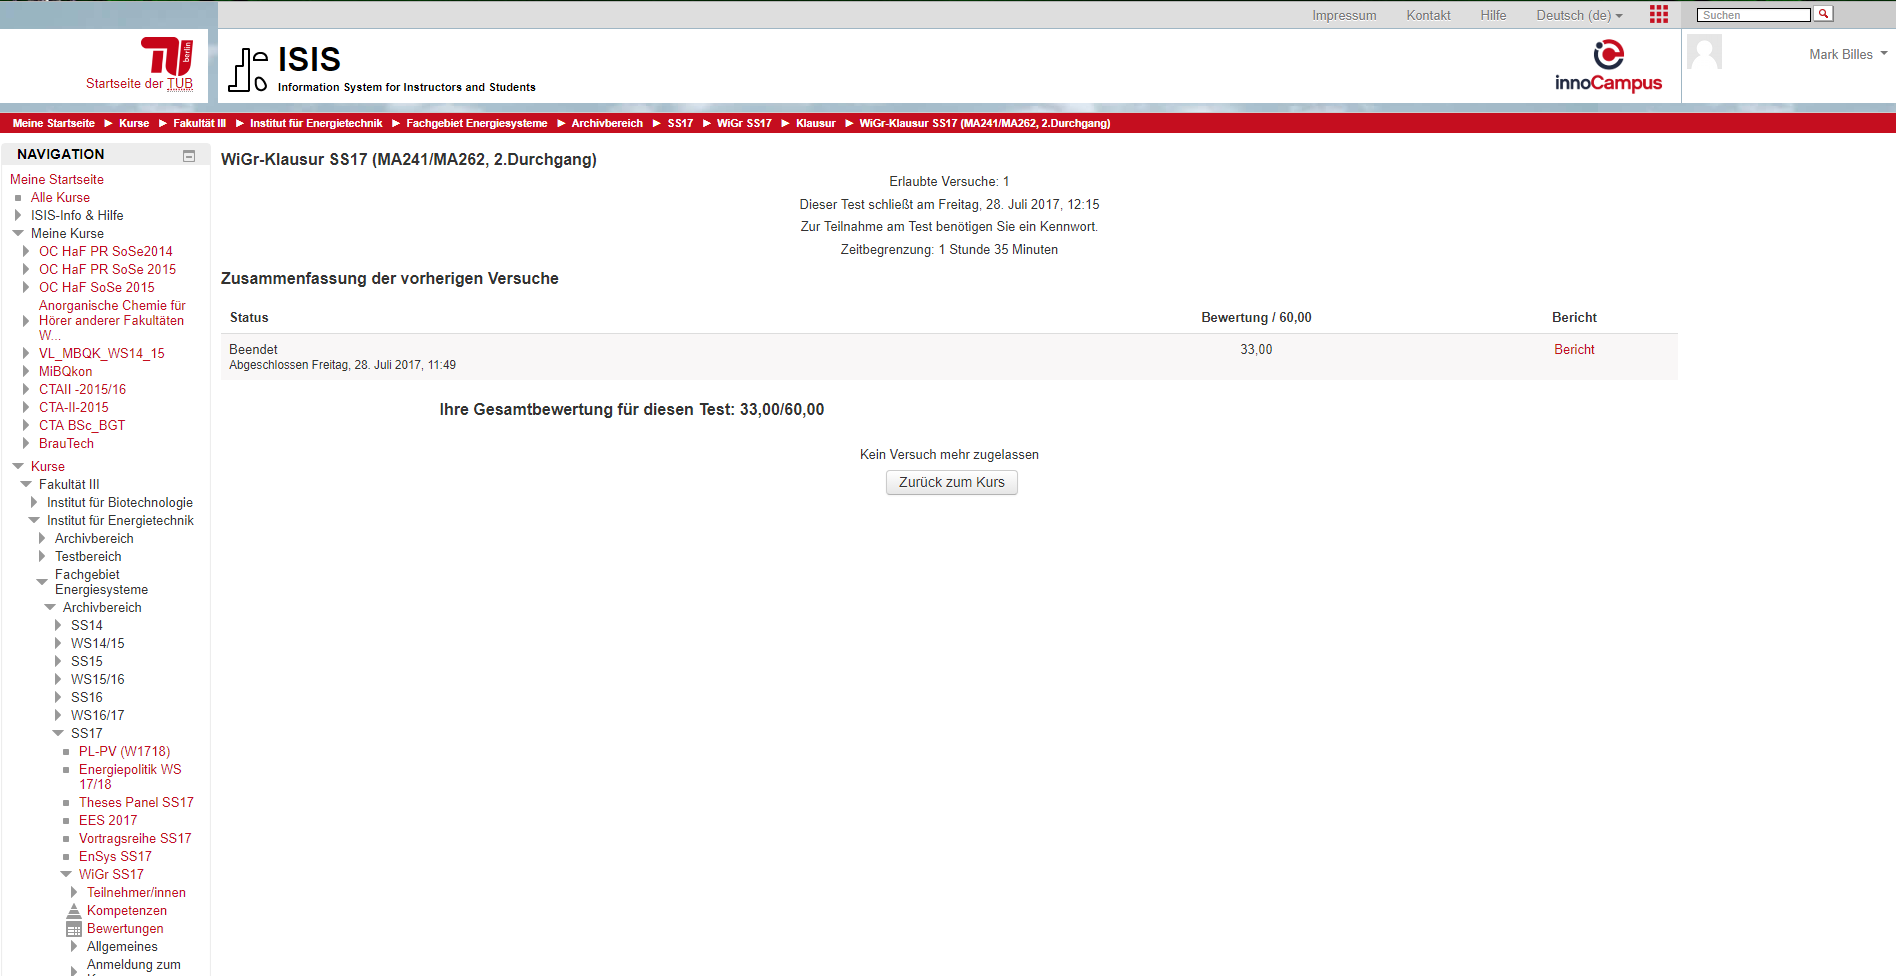 Impressum
Kontakt
Hilfe
Deutsch (de)
Suchen
TU berlin
Startseite der TUB
ISIS
Information System for Instructors and Students
innoCampus
Mark Billes
Meine Startseite ► Kurse ► Fakultät III ► Institut für Energietechnik ► Fachgebiet Energiesysteme ► Archivbereich ► SS17 ► WiGr SS17 ► Klausur ► WiGr-Klausur SS17 (MA241/MA262, 2.Durchgang)
NAVIGATION
Meine Startseite
Alle Kurse
ISIS-Info & Hilfe
Meine Kurse
OC HaF PR SoSe2014
OC HaF PR SoSe 2015
OC HaF SoSe 2015
Anorganische Chemie für
Hörer anderer Fakultäten
W...
VL_MBQK_WS14_15
MiBQkon
CTAII -2015/16
CTA-II-2015
CTA BSc_BGT
BrauTech
Kurse
Fakultät III
Institut für Biotechnologie
Institut für Energietechnik
Archivbereich
Testbereich
Fachgebiet
Energiesysteme
Archivbereich
SS14
WS14/15
SS15
WS15/16
SS16
WS16/17
SS17
PL-PV (W1718)
Energiepolitik WS
17/18
Theses Panel SS17
EES 2017
Vortragsreihe SS17
EnSys SS17
WiGr SS17
Teilnehmer/innen
Kompetenzen
Bewertungen
Allgemeines
Anmeldung zum
WiGr-Klausur SS17 (MA241/MA262, 2.Durchgang)
Erlaubte Versuche: 1
Dieser Test schließt am Freitag, 28. Juli 2017, 12:15
Zur Teilnahme am Test benötigen Sie ein Kennwort.
Zeitbegrenzung: 1 Stunde 35 Minuten
Zusammenfassung der vorherigen Versuche
Status Bewertung / 60,00 Bericht
Beendet 33,00 Bericht
Abgeschlossen Freitag, 28. Juli 2017, 11:49
Ihre Gesamtbewertung für diesen Test: 33,00/60,00
Kein Versuch mehr zugelassen
Zurück zum Kurs